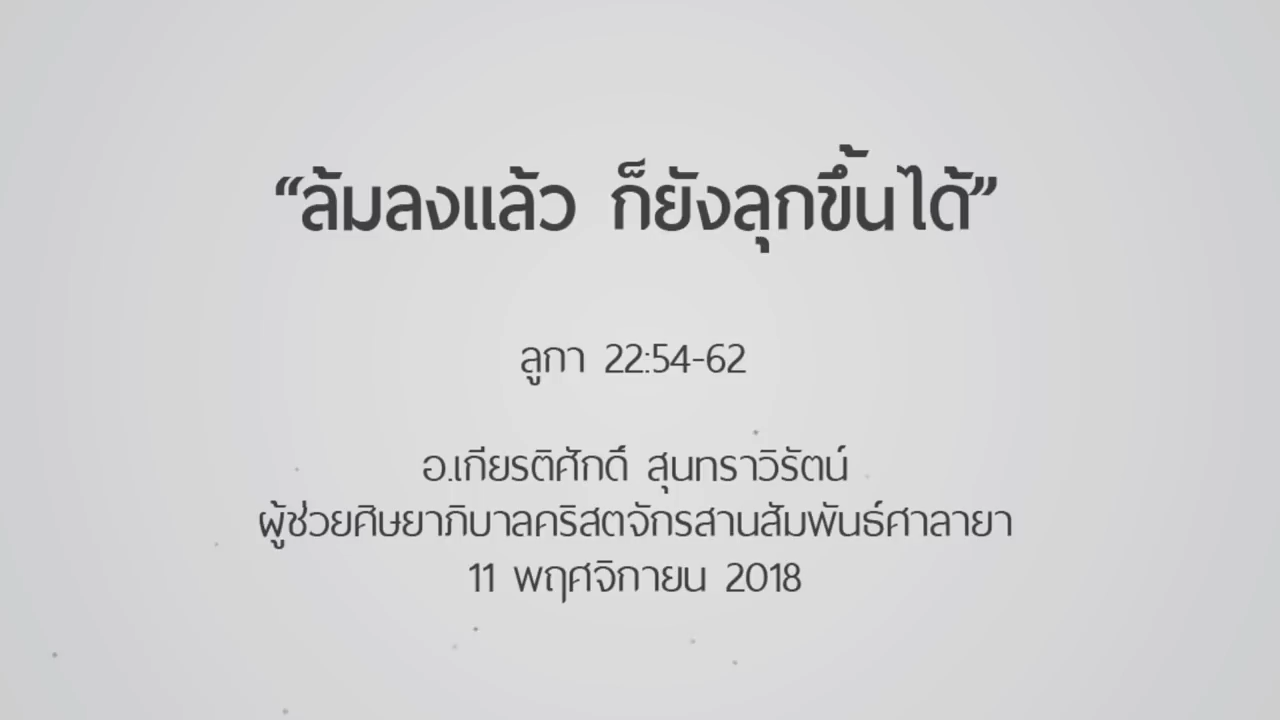 “ล้มลงแล้ว ก็ยังลุกขึ้นได้”
ลูกา 22:54-62
อ.เกียรติศักดิ์ สุนทราวิรัตน์
ผู้ช่วยศิษยาภิบาลคริสตจักรสานสัมพันธ์ศาลายา
11 พฤศจิกายน 2018